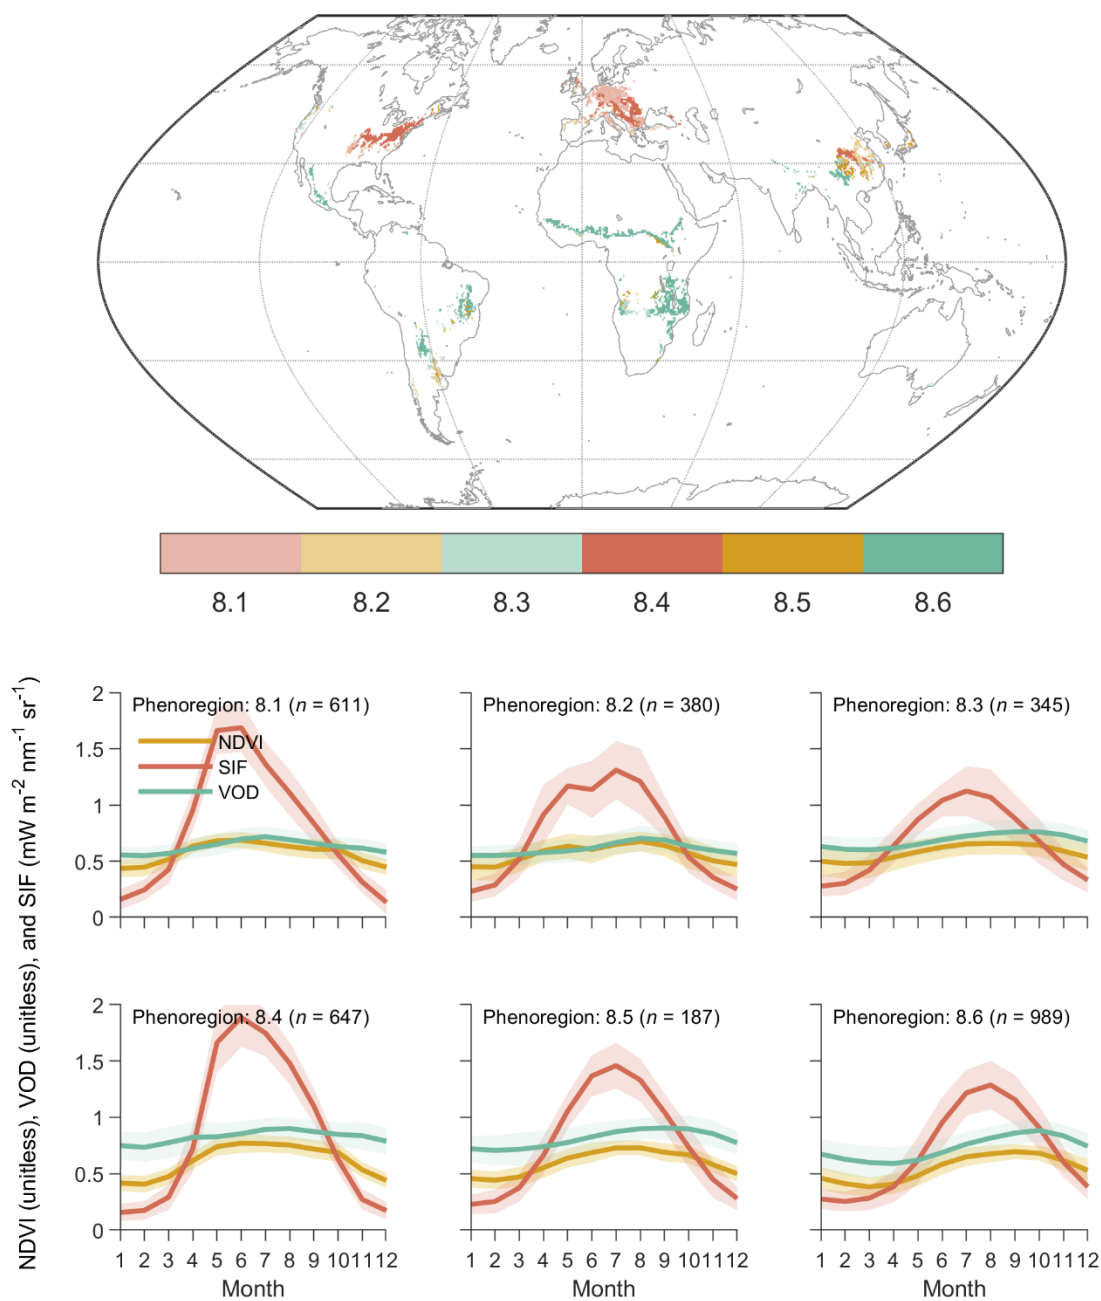 8.1 8.2 8.3 8.4 8.5 8.6
NDVI (unitless), VOD (unitless), and SIF (mW m⁻² nm⁻¹ sr⁻¹)
Phenoregion: 8.1 (n = 611)
NDVI
SIF
VOD
2
1.5
1
0.5
0
Phenoregion: 8.2 (n = 380)
Phenoregion: 8.3 (n = 345)
Phenoregion: 8.4 (n = 647)
2
1.5
1
0.5
0
1 2 3 4 5 6 7 8 9 10 11 12
Month
Phenoregion: 8.5 (n = 187)
1 2 3 4 5 6 7 8 9 10 11 12
Month
Phenoregion: 8.6 (n = 989)
1 2 3 4 5 6 7 8 9 10 11 12
Month